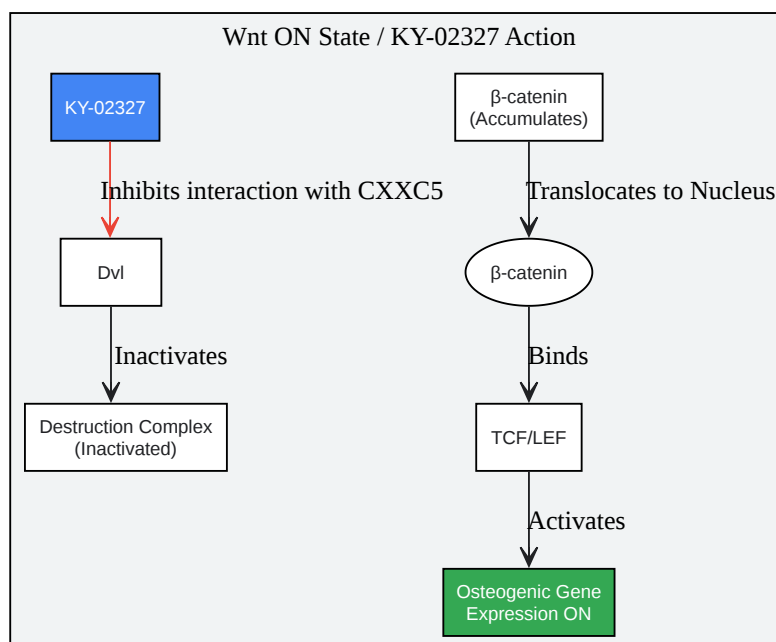 Wnt ON State / KY-02327 Action
KY-02327
Inhibits interaction with CXXC5
Dvl
Inactivates
Destruction Complex
(Inactivated)
β-catenin
(Accumulates)
Translocates to Nucleus
β-catenin
Binds
TCF/LEF
Activates
Osteogenic Gene
Expression ON